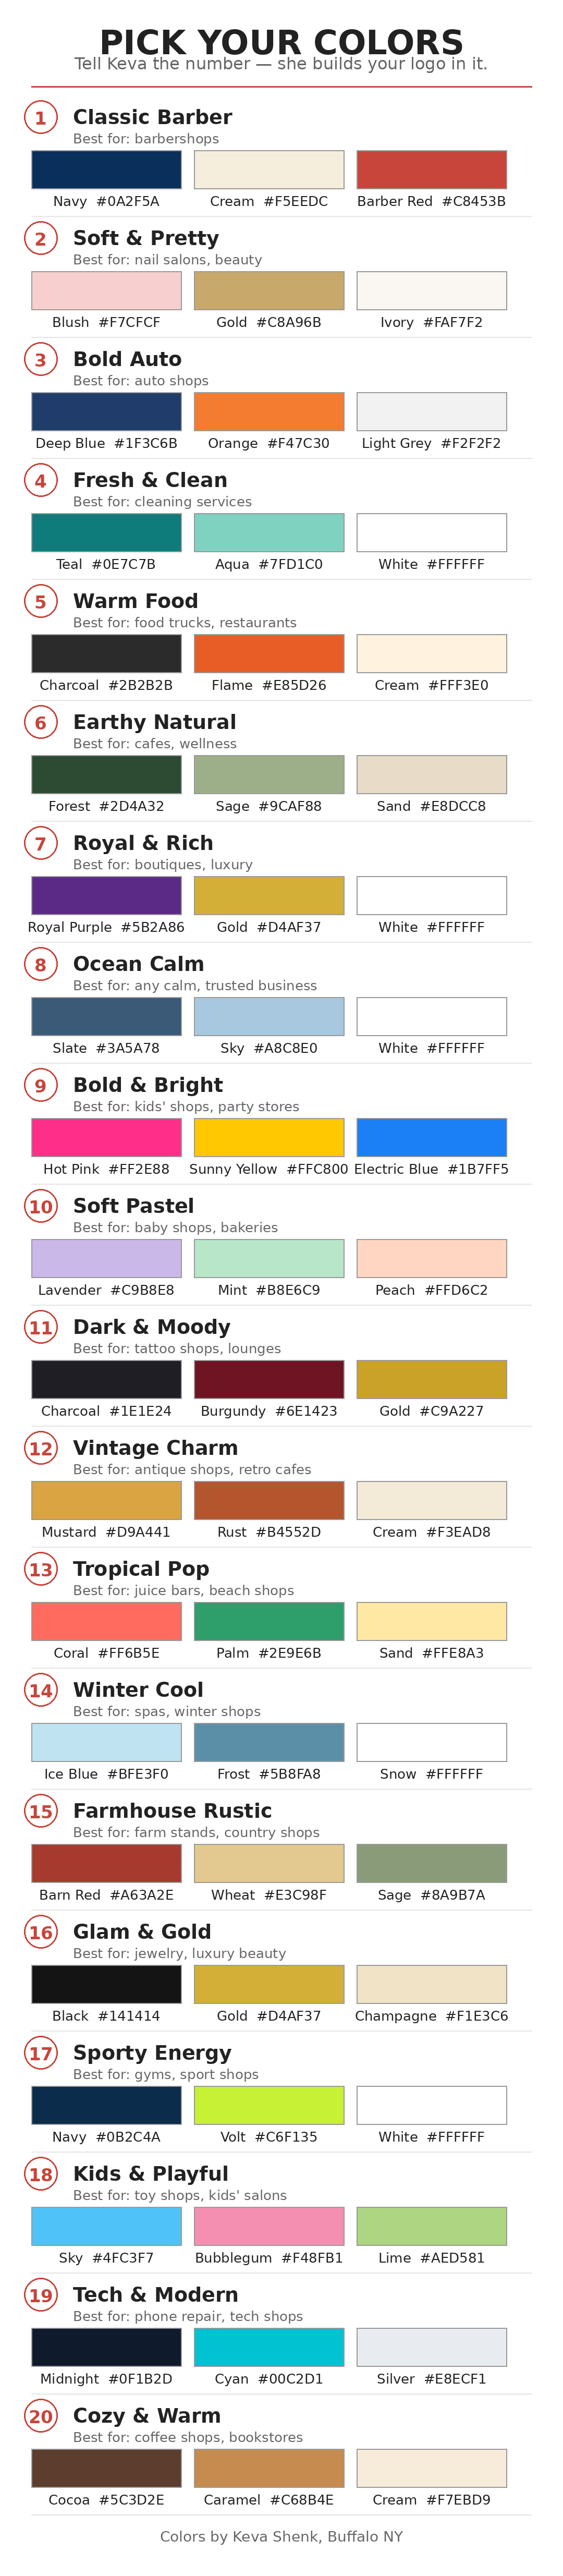 PICK YOUR COLORS
Tell Keva the number — she builds your logo in it.
1 Classic Barber
Best for: barbershops
Navy #0A2F5A Cream #F5EEDC Barber Red #C8453B
2 Soft & Pretty
Best for: nail salons, beauty
Blush #F7CFCF Gold #C8A96B Ivory #FAF7F2
3 Bold Auto
Best for: auto shops
Deep Blue #1F3C6B Orange #F47C30 Light Grey #F2F2F2
4 Fresh & Clean
Best for: cleaning services
Teal #0E7C7B Aqua #7FD1C0 White #FFFFFF
5 Warm Food
Best for: food trucks, restaurants
Charcoal #2B2B2B Flame #E85D26 Cream #FFF3E0
6 Earthy Natural
Best for: cafes, wellness
Forest #2D4A32 Sage #9CAF88 Sand #E8DCC8
7 Royal & Rich
Best for: boutiques, luxury
Royal Purple #5B2A86 Gold #D4AF37 White #FFFFFF
8 Ocean Calm
Best for: any calm, trusted business
Slate #3A5A78 Sky #A8C8E0 White #FFFFFF
9 Bold & Bright
Best for: kids' shops, party stores
Hot Pink #FF2E88 Sunny Yellow #FFC800 Electric Blue #1B7FF5
10 Soft Pastel
Best for: baby shops, bakeries
Lavender #C9B8E8 Mint #B8E6C9 Peach #FFD6C2
11 Dark & Moody
Best for: tattoo shops, lounges
Charcoal #1E1E24 Burgundy #6E1423 Gold #C9A227
12 Vintage Charm
Best for: antique shops, retro cafes
Mustard #D9A441 Rust #B4552D Cream #F3EAD8
13 Tropical Pop
Best for: juice bars, beach shops
Coral #FF6B5E Palm #2E9E6B Sand #FFE8A3
14 Winter Cool
Best for: spas, winter shops
Ice Blue #BFE3F0 Frost #5B8FA8 Snow #FFFFFF
15 Farmhouse Rustic
Best for: farm stands, country shops
Barn Red #A63A2E Wheat #E3C98F Sage #8A9B7A
16 Glam & Gold
Best for: jewelry, luxury beauty
Black #141414 Gold #D4AF37 Champagne #F1E3C6
17 Sporty Energy
Best for: gyms, sport shops
Navy #0B2C4A Volt #C6F135 White #FFFFFF
18 Kids & Playful
Best for: toy shops, kids' salons
Sky #4FC3F7 Bubblegum #F48FB1 Lime #AED581
19 Tech & Modern
Best for: phone repair, tech shops
Midnight #0F1B2D Cyan #00C2D1 Silver #E8ECF1
20 Cozy & Warm
Best for: coffee shops, bookstores
Cocoa #5C3D2E Caramel #C68B4E Cream #F7EBD9
Colors by Keva Shenk, Buffalo NY